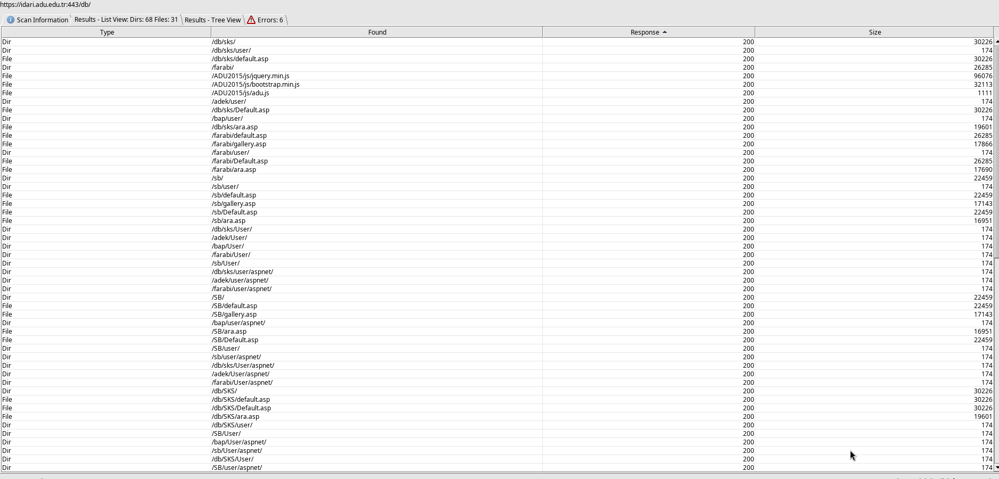 https://idari.adu.edu.tr:443/db/
Scan Information Results - List View: Dirs: 68 Files: 31 Results - Tree View Errors: 6
Type Found Response Size
Dir /db/sks/ 200 30226
Dir /db/sks/user/ 200 174
File /db/sks/default.asp 200 30226
Dir /farabi/ 200 26285
File /ADU2015/js/jquery.min.js 200 96076
File /ADU2015/js/bootstrap.min.js 200 32113
File /ADU2015/js/adu.js 200 1111
Dir /adek/user/ 200 174
File /db/sks/Default.asp 200 30226
Dir /bap/user/ 200 174
File /db/sks/ara.asp 200 19601
File /farabi/default.asp 200 26285
File /farabi/gallery.asp 200 17866
Dir /farabi/user/ 200 174
File /farabi/Default.asp 200 26285
File /farabi/ara.asp 200 17690
Dir /sb/ 200 22459
Dir /sb/user/ 200 174
File /sb/default.asp 200 22459
File /sb/gallery.asp 200 17143
File /sb/Default.asp 200 22459
File /sb/ara.asp 200 16951
Dir /db/sks/User/ 200 174
Dir /adek/User/ 200 174
Dir /bap/User/ 200 174
Dir /farabi/User/ 200 174
Dir /sb/User/ 200 174
Dir /db/sks/user/aspnet/ 200 174
Dir /adek/user/aspnet/ 200 174
Dir /farabi/user/aspnet/ 200 174
Dir /SB/ 200 22459
File /SB/default.asp 200 22459
File /SB/gallery.asp 200 17143
Dir /bap/user/aspnet/ 200 174
File /SB/ara.asp 200 16951
File /SB/Default.asp 200 22459
Dir /SB/user/ 200 174
Dir /sb/user/aspnet/ 200 174
Dir /db/sks/User/aspnet/ 200 174
Dir /adek/User/aspnet/ 200 174
Dir /farabi/User/aspnet/ 200 174
Dir /db/SKS/ 200 30226
File /db/SKS/default.asp 200 30226
File /db/SKS/Default.asp 200 30226
File /db/SKS/ara.asp 200 19601
Dir /db/SKS/user/ 200 174
Dir /SB/User/ 200 174
Dir /bap/User/aspnet/ 200 174
Dir /sb/User/aspnet/ 200 174
Dir /db/SKS/User/ 200 174
Dir /SB/user/aspnet/ 200 174